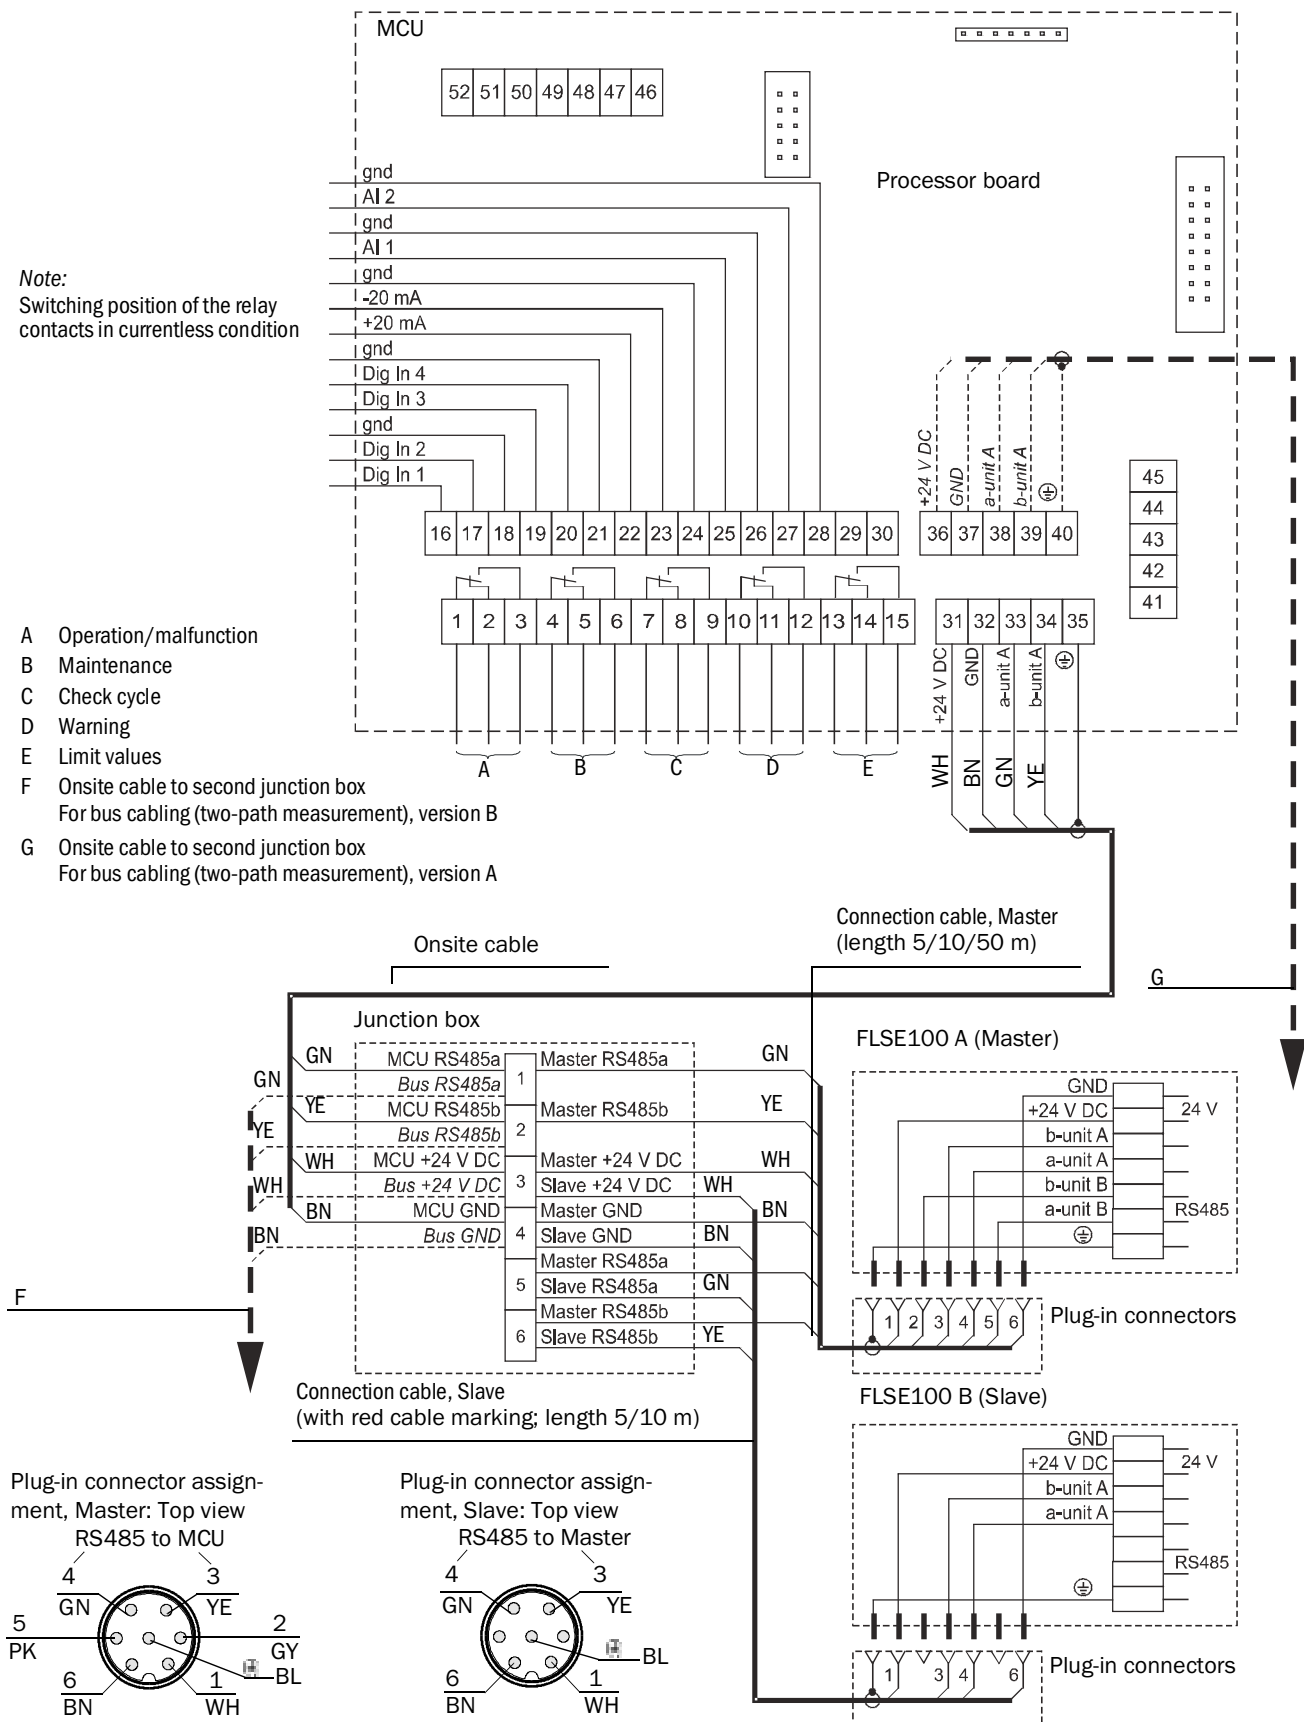 MCU
52 51 50 49 48 47 46
Processor board
gnd
AI 2
gnd
AI 1
gnd
-20 mA
+20 mA
gnd
Dig In 4
Dig In 3
gnd
Dig In 2
Dig In 1
Note:
Switching position of the relay
contacts in currentless condition
+24 V DC
GND
a-unit A
b-unit A
45
44
43
42
41
16 17 18 19 20 21 22 23 24 25 26 27 28 29 30
36 37 38 39 40
1 2 3 4 5 6 7 8 9 10 11 12 13 14 15
31 32 33 34 35
+24 V DC
GND
a-unit A
b-unit A
A B C D E
WH
BN
GN
YE
A Operation/malfunction
B Maintenance
C Check cycle
D Warning
E Limit values
F Onsite cable to second junction box
For bus cabling (two-path measurement), version B
G Onsite cable to second junction box
For bus cabling (two-path measurement), version A
Onsite cable
Connection cable, Master
(length 5/10/50 m)
G
Junction box
GN MCU RS485a 1 Master RS485a GN
GN Bus RS485a
YE MCU RS485b 2 Master RS485b YE
YE Bus RS485b
WH MCU +24 V DC 3 Master +24 V DC WH
WH Bus +24 V DC Slave +24 V DC WH
BN MCU GND 4 Master GND BN
BN Bus GND Slave GND BN
5 Master RS485a
Slave RS485a GN
6 Master RS485b
Slave RS485b YE
F
FLSE100 A (Master)
GND
+24 V DC
24 V
b-unit A
a-unit A
b-unit B
a-unit B
RS485
1 2 3 4 5 6
Plug-in connectors
Connection cable, Slave
(with red cable marking; length 5/10 m)
FLSE100 B (Slave)
GND
+24 V DC
24 V
b-unit A
a-unit A
RS485
1 3 4 6
Plug-in connectors
Plug-in connector assign-
ment, Master: Top view
RS485 to MCU
4 3
GN YE
5 2
PK GY
BL
6 1
BN WH
Plug-in connector assign-
ment, Slave: Top view
RS485 to Master
4 3
GN YE
BL
6 1
BN WH